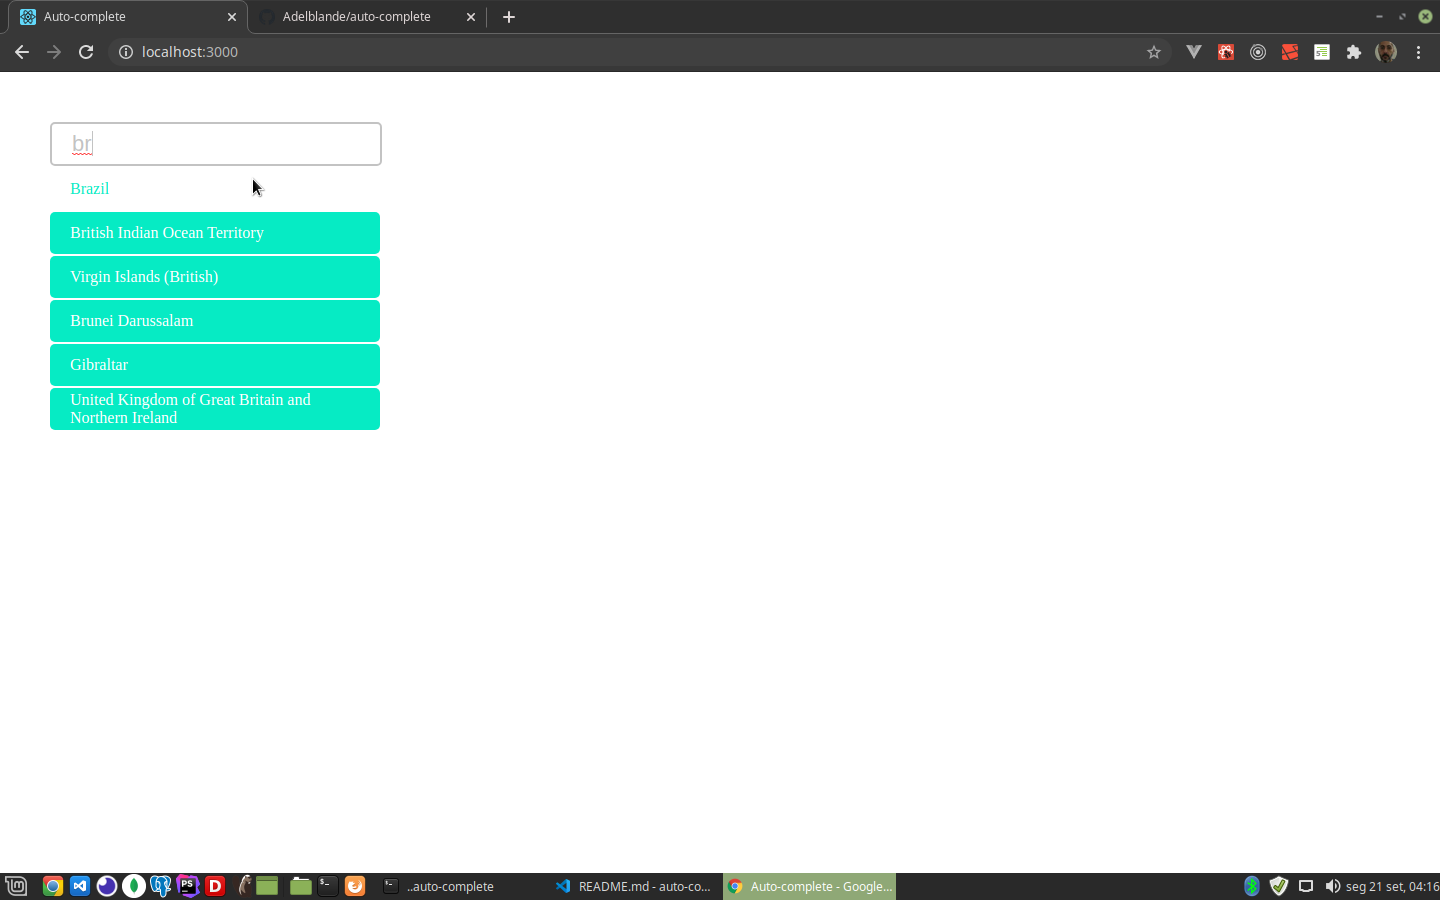 Auto-complete
Adelblande/auto-complete
localhost:3000
br
Brazil
British Indian Ocean Territory
Virgin Islands (British)
Brunei Darussalam
Gibraltar
United Kingdom of Great Britain and
Northern Ireland
PS
D
..auto-complete
README.md - auto-co...
Auto-complete - Google...
seg 21 set, 04:16